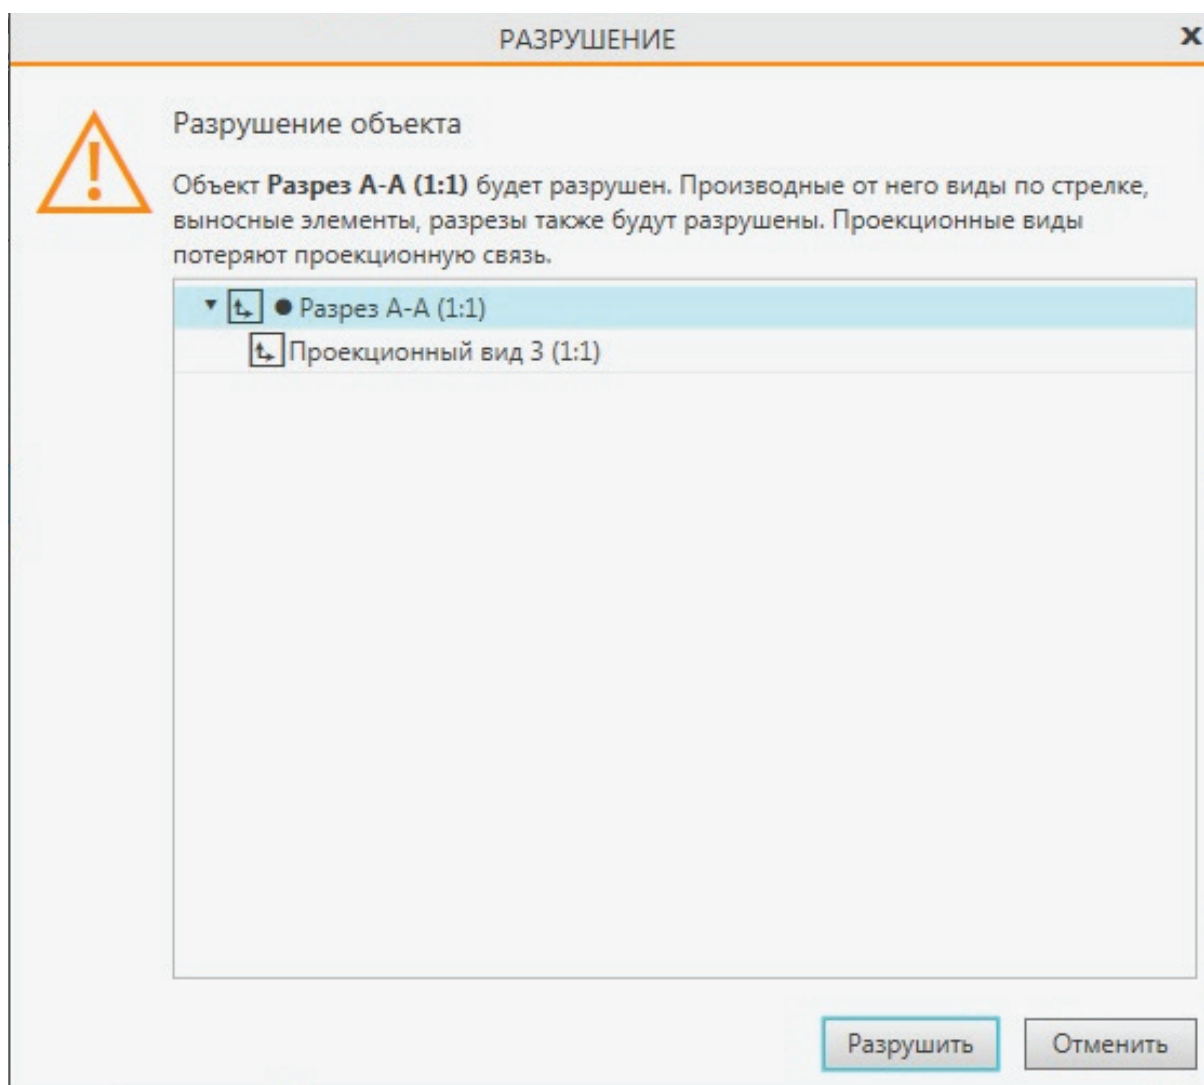 РАЗРУШЕНИЕ
x
Разрушение объекта
Объект Разрез А-А (1:1) будет разрушен. Производные от него виды по стрелке,
выносные элементы, разрезы также будут разрушены. Проекционные виды
потеряют проекционную связь.
Разрез А-А (1:1)
Проекционный вид 3 (1:1)
Разрушить Отменить